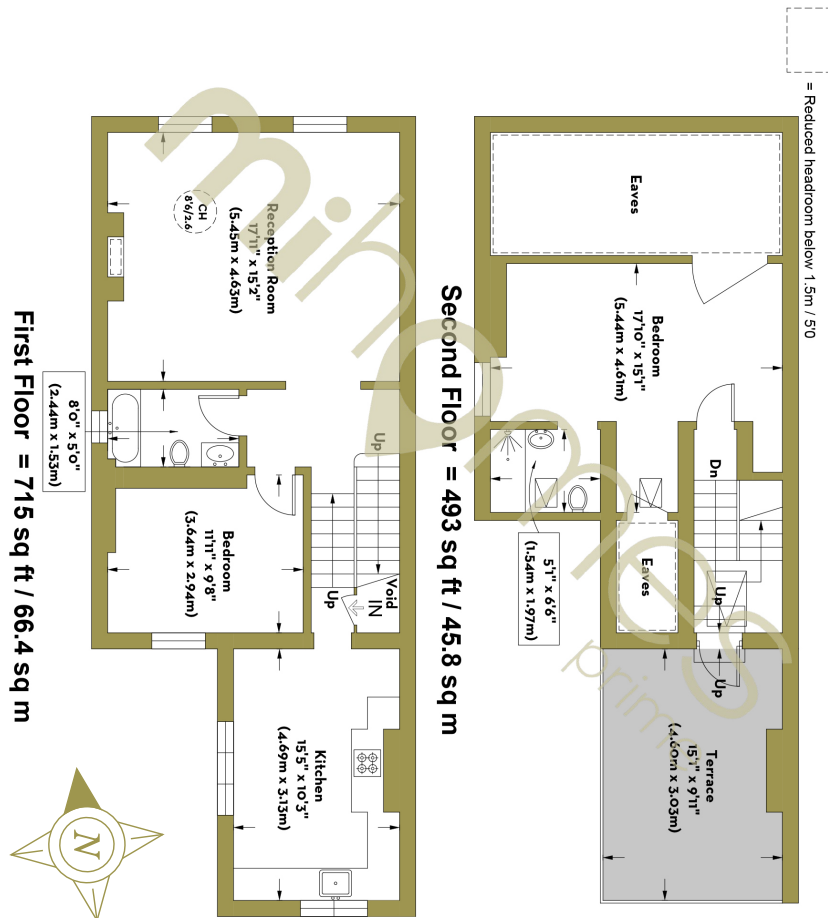 = Reduced headroom below 1.5m / 5'0
Eaves
Bedroom
17'10" x 15'1"
(5.44m x 4.61m)
Dn
Up
Up
Eaves
5'1" x 6'6"
(1.54m x 1.97m)
Terrace
15'1" x 9'11"
(4.60m x 3.03m)
Second Floor = 493 sq ft / 45.8 sq m
Reception Room
17'11" x 15'2"
(5.45m x 4.63m)
CH
8'6/2.6
Up
Up
Void
IN
8'0" x 5'0"
(2.44m x 1.53m)
Bedroom
11'11" x 9'8"
(3.64m x 2.94m)
Kitchen
15'5" x 10'3"
(4.69m x 3.13m)
First Floor = 715 sq ft / 66.4 sq m
N
mihomes
prime